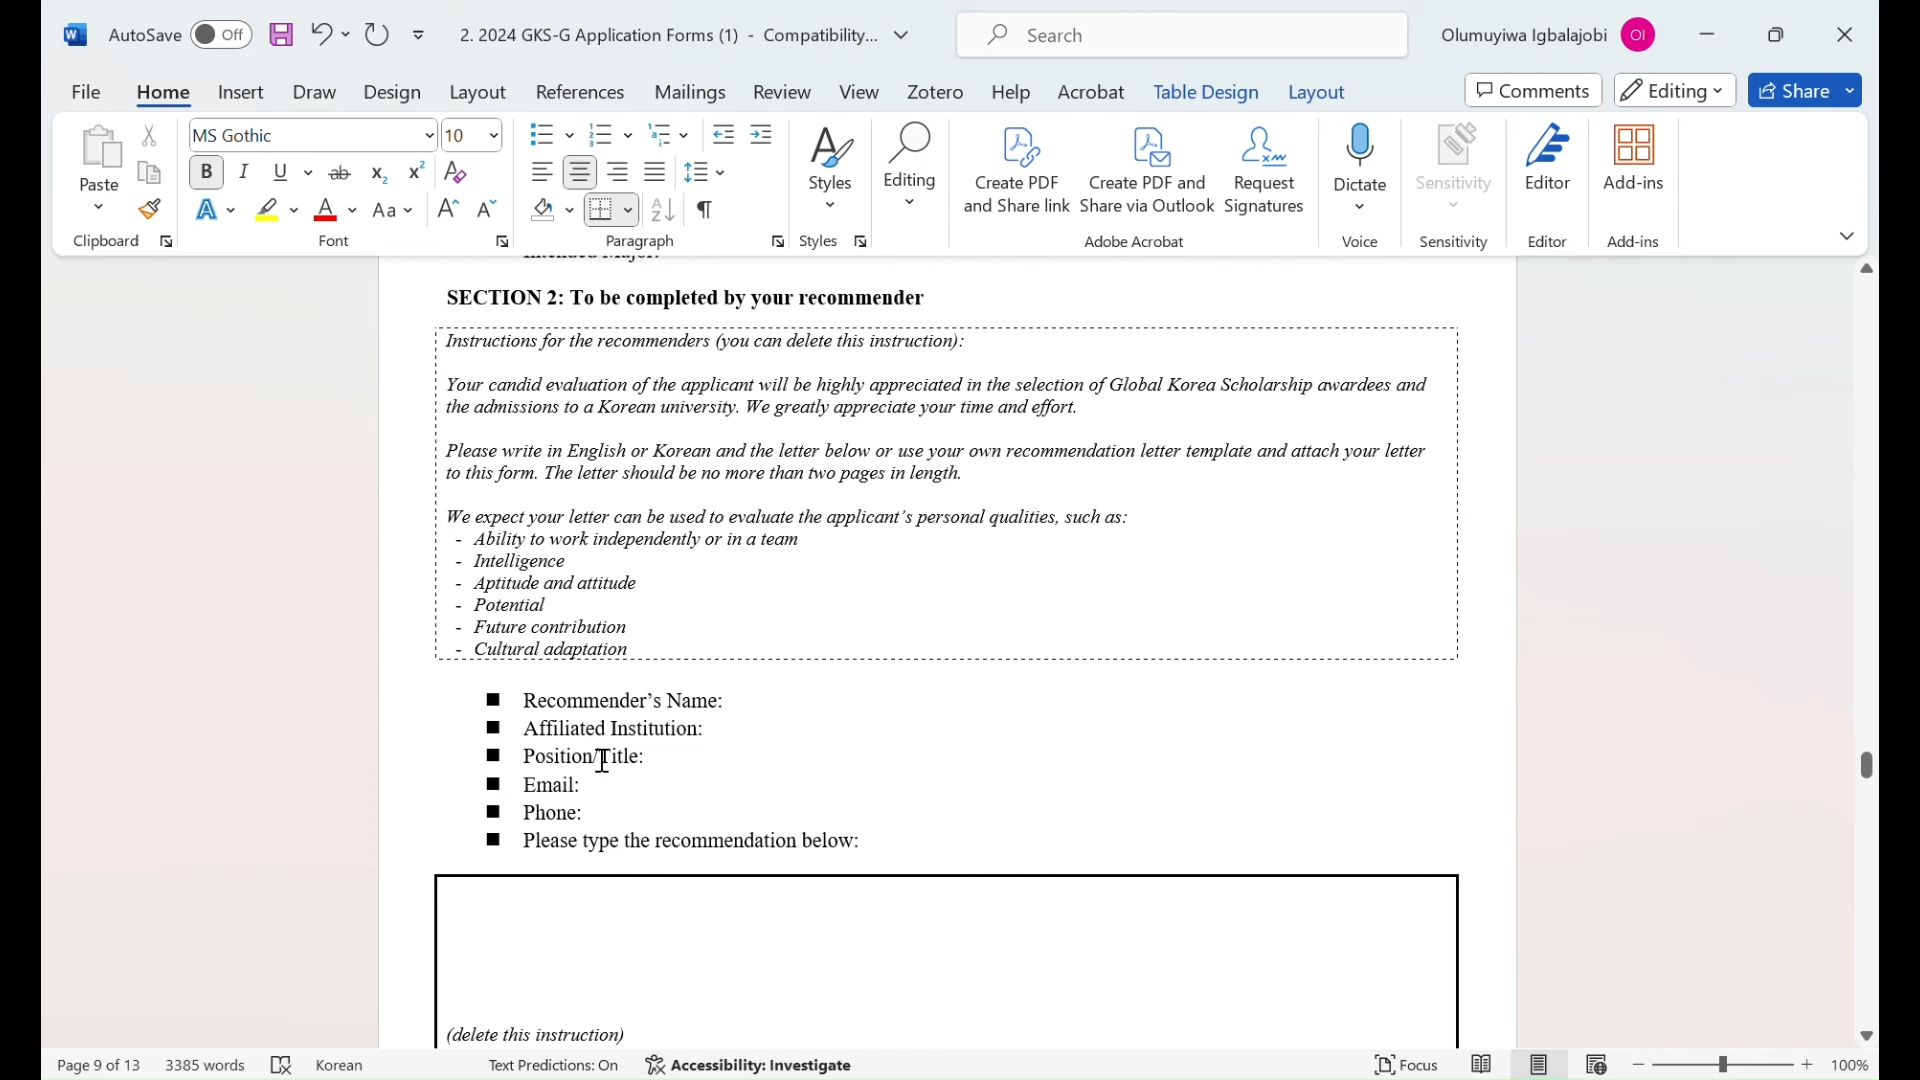 AutoSave Off 2. 2024 GKS-G Application Forms (1) - Compatibility... Search Olumuyiwa Igbalajobi OI
File Home Insert Draw Design Layout References Mailings Review View Zotero Help Acrobat Table Design Layout Comments Editing Share
MS Gothic 10
Paste Styles Editing Create PDF and Share link Create PDF and Share via Outlook Request Signatures Dictate Sensitivity Editor Add-ins
Clipboard Font Paragraph Styles Adobe Acrobat Voice Sensitivity Editor Add-ins
SECTION 2: To be completed by your recommender
Instructions for the recommenders (you can delete this instruction):
Your candid evaluation of the applicant will be highly appreciated in the selection of Global Korea Scholarship awardees and
the admissions to a Korean university. We greatly appreciate your time and effort.
Please write in English or Korean and the letter below or use your own recommendation letter template and attach your letter
to this form. The letter should be no more than two pages in length.
We expect your letter can be used to evaluate the applicant's personal qualities, such as:
- Ability to work independently or in a team
- Intelligence
- Aptitude and attitude
- Potential
- Future contribution
- Cultural adaptation
■ Recommender's Name:
■ Affiliated Institution:
■ Position/Title:
■ Email:
■ Phone:
■ Please type the recommendation below:
(delete this instruction)
Page 9 of 13 3385 words Korean Text Predictions: On Accessibility: Investigate Focus 100%